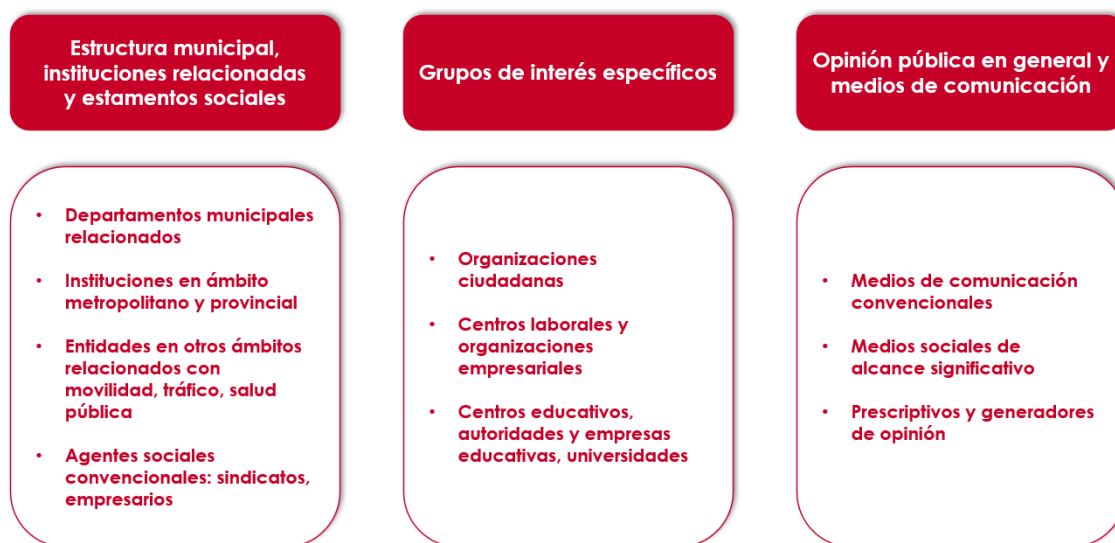 Estructura municipal,
instituciones relacionadas
y estamentos sociales
• Departamentos municipales
relacionados
• Instituciones en ámbito
metropolitano y provincial
• Entidades en otros ámbitos
relacionados con
movilidad, tráfico, salud
pública
• Agentes sociales
convencionales: sindicatos,
empresarios
Grupos de interés específicos
• Organizaciones
ciudadanas
• Centros laborales y
organizaciones
empresariales
• Centros educativos,
autoridades y empresas
educativas, universidades
Opinión pública en general y
medios de comunicación
• Medios de comunicación
convencionales
• Medios sociales de
alcance significativo
• Prescriptivos y generadores
de opinión